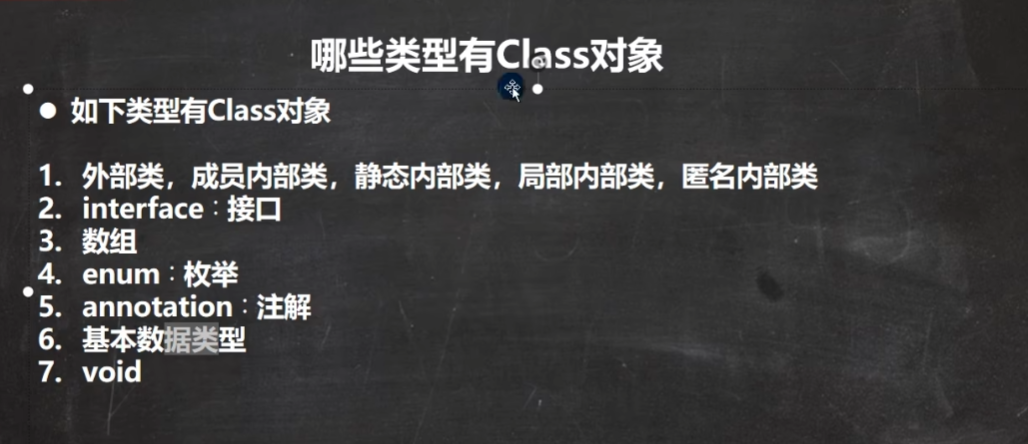 哪些类型有Class对象
● 如下类型有Class对象
1. 外部类，成员内部类，静态内部类，局部内部类，匿名内部类
2. interface：接口
3. 数组
4. enum：枚举
5. annotation：注解
6. 基本数据类型
7. void